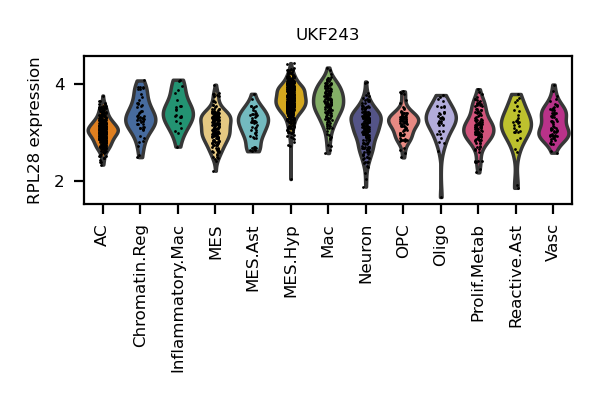 UKF243
RPL28 expression
4
2
AC
Chromatin.Reg
Inflammatory.Mac
MES
MES.Ast
MES.Hyp
Mac
Neuron
OPC
Oligo
Prolif.Metab
Reactive.Ast
Vasc